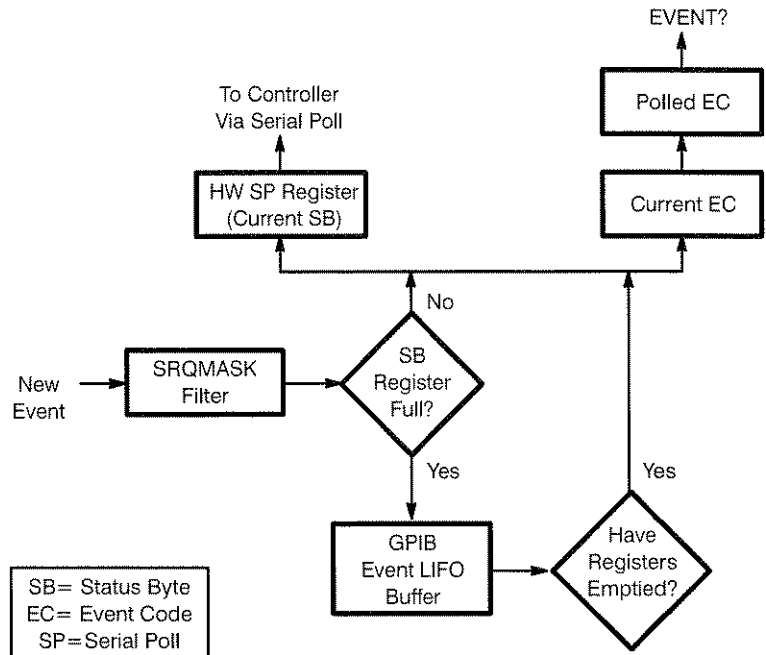 EVENT?
Polled EC
Current EC
To Controller
Via Serial Poll
HW SP Register
(Current SB)
No
New
Event
SRQMASK
Filter
SB
Register
Full?
Yes
GPIB
Event LIFO
Buffer
Yes
Have
Registers
Emptied?
SB= Status Byte
EC= Event Code
SP=Serial Poll